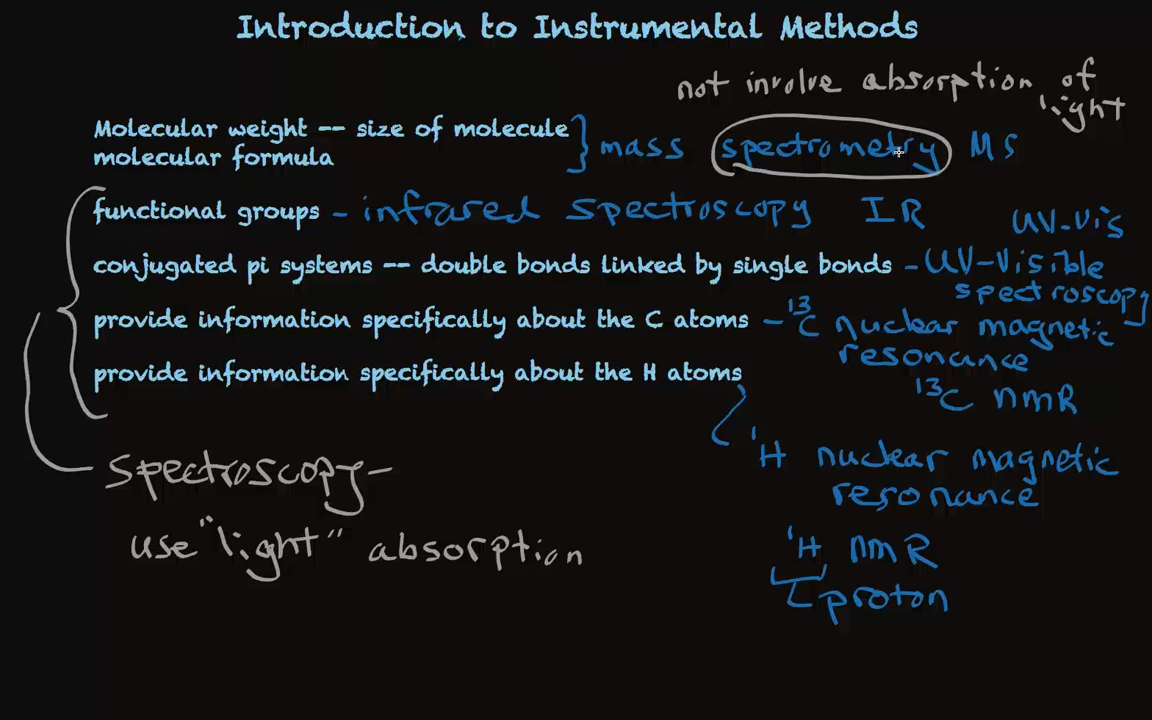 Introduction to Instrumental Methods
not involve absorption of light
Molecular weight -- size of molecule
molecular formula
} mass spectrometry MS
functional groups - infrared spectroscopy IR
UV-Vis
conjugated pi systems -- double bonds linked by single bonds - UV-Visible
spectroscopy
provide information specifically about the C atoms - ¹³C nuclear magnetic
resonance
¹³C nmR
provide information specifically about the H atoms
¹H nuclear magnetic
resonance
¹H nmR
proton
spectroscopy -
use "light" absorption